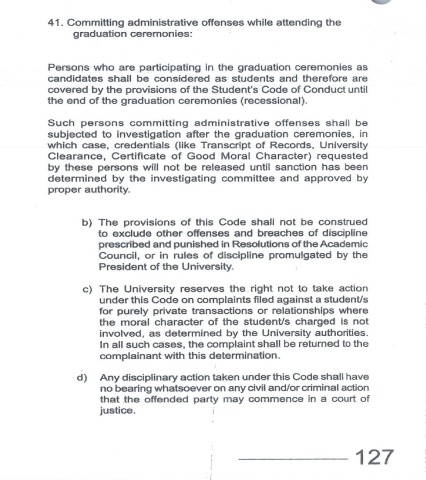 41. Committing administrative offenses while attending the
graduation ceremonies:
Persons who are participating in the graduation ceremonies as
candidates shall be considered as students and therefore are
covered by the provisions of the Student's Code of Conduct until
the end of the graduation ceremonies (recessional).
Such persons committing administrative offenses shall be
subjected to investigation after the graduation ceremonies, in
which case, credentials (like Transcript of Records, University
Clearance, Certificate of Good Moral Character) requested
by these persons will not be released until sanction has been
determined by the investigating committee and approved by
proper authority.
b) The provisions of this Code shall not be construed
to exclude other offenses and breaches of discipline
prescribed and punished in Resolutions of the Academic
Council, or in rules of discipline promulgated by the
President of the University.
c) The University reserves the right not to take action
under this Code on complaints filed against a student/s
for purely private transactions or relationships where
the moral character of the student/s charged is not
involved, as determined by the University authorities.
In all such cases, the complaint shall be returned to the
complainant with this determination.
d) Any disciplinary action taken under this Code shall have
no bearing whatsoever on any civil and/or criminal action
that the offended party may commence in a court of
justice.
127